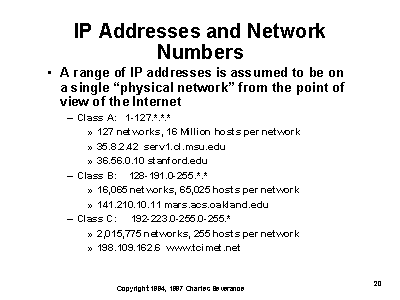 IP Addresses and Network
Numbers
• A range of IP addresses is assumed to be on
a single “physical network” from the point of
view of the Internet
– Class A: 1-127.*.*.*
» 127 networks, 16 Million hosts per network
» 35.8.2.42 serv1.cl.msu.edu
» 36.56.0.10 stanford.edu
– Class B: 128-191.0-255.*.*
» 16,065 networks, 65,025 hosts per network
» 141.210.10.11 mars.acs.oakland.edu
– Class C: 192-223.0-255.0-255.*
» 2,015,775 networks, 255 hosts per network
» 198.109.162.6 www.tcimet.net
Copyright 1994, 1997 Charles Severance
20